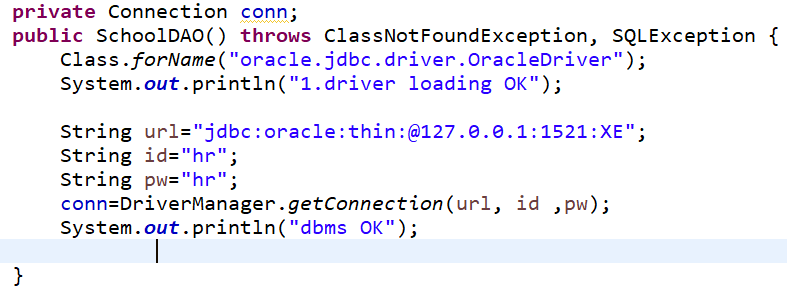 private Connection conn;
public SchoolDAO() throws ClassNotFoundException, SQLException {
    Class.forName("oracle.jdbc.driver.OracleDriver");
    System.out.println("1.driver loading OK");

    String url="jdbc:oracle:thin:@127.0.0.1:1521:XE";
    String id="hr";
    String pw="hr";
    conn=DriverManager.getConnection(url, id ,pw);
    System.out.println("dbms OK");

}